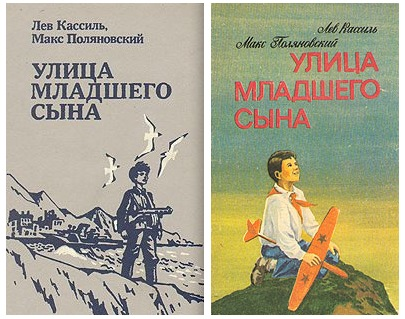 Лев Кассиль,
Макс Поляновский
УЛИЦА
МЛАДШЕГО
СЫНА
Лев Кассиль
Макс Поляновский
УЛИЦА
МЛАДШЕГО
СЫНА